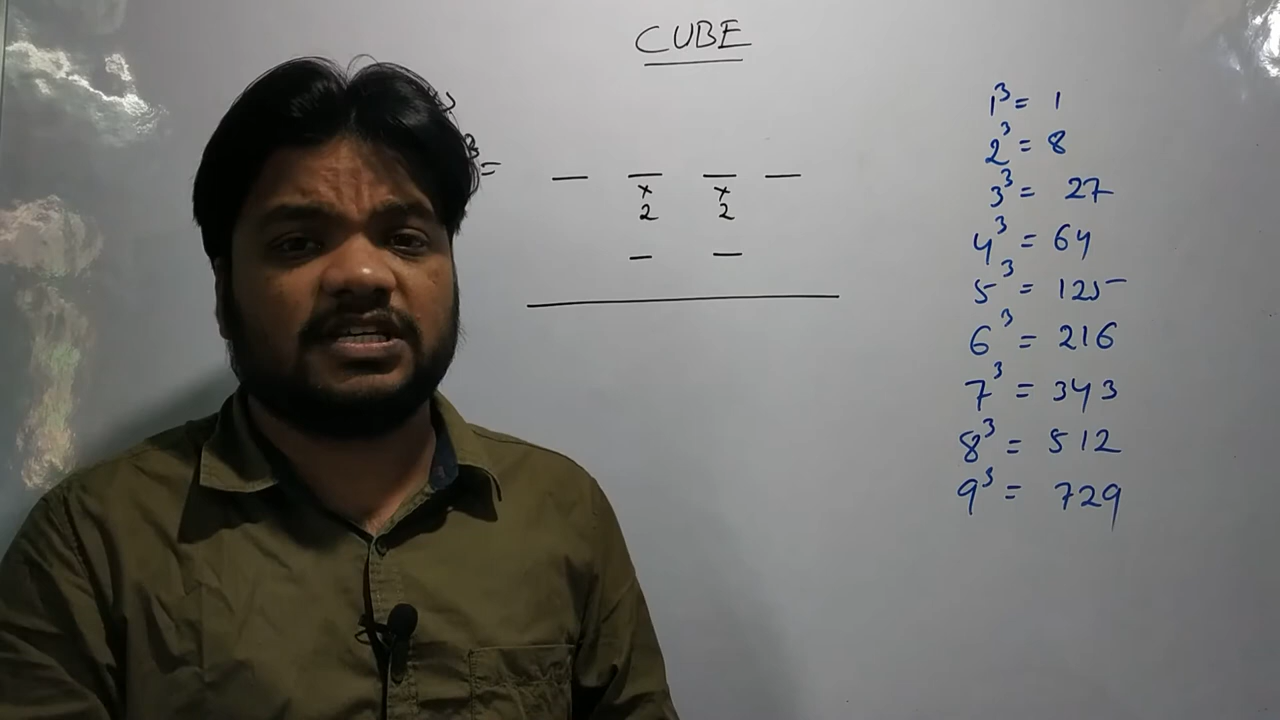 CUBE
3 = _ _ _ _
× ×
2 2
_ _
1³ = 1
2³ = 8
3³ = 27
4³ = 64
5³ = 125
6³ = 216
7³ = 343
8³ = 512
9³ = 729